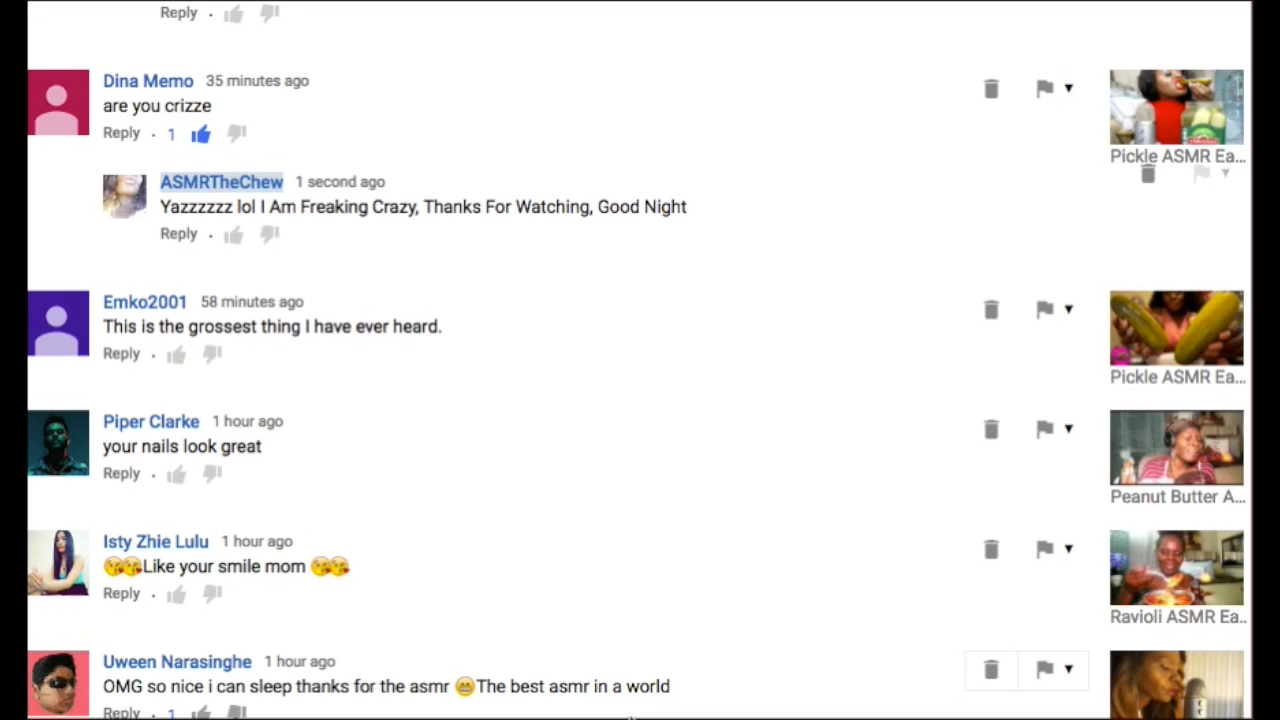 Reply .
Dina Memo 35 minutes ago
are you crizze
Reply . 1
Pickle ASMR Ea...
ASMRTheChew 1 second ago
Yazzzzzz lol I Am Freaking Crazy, Thanks For Watching, Good Night
Reply .
Emko2001 58 minutes ago
This is the grossest thing I have ever heard.
Reply .
Pickle ASMR Ea...
Piper Clarke 1 hour ago
your nails look great
Reply .
Peanut Butter A...
Isty Zhie Lulu 1 hour ago
😘😘Like your smile mom 😘😘
Reply .
Ravioli ASMR Ea..
Uween Narasinghe 1 hour ago
OMG so nice i can sleep thanks for the asmr 😁The best asmr in a world
Reply . 1